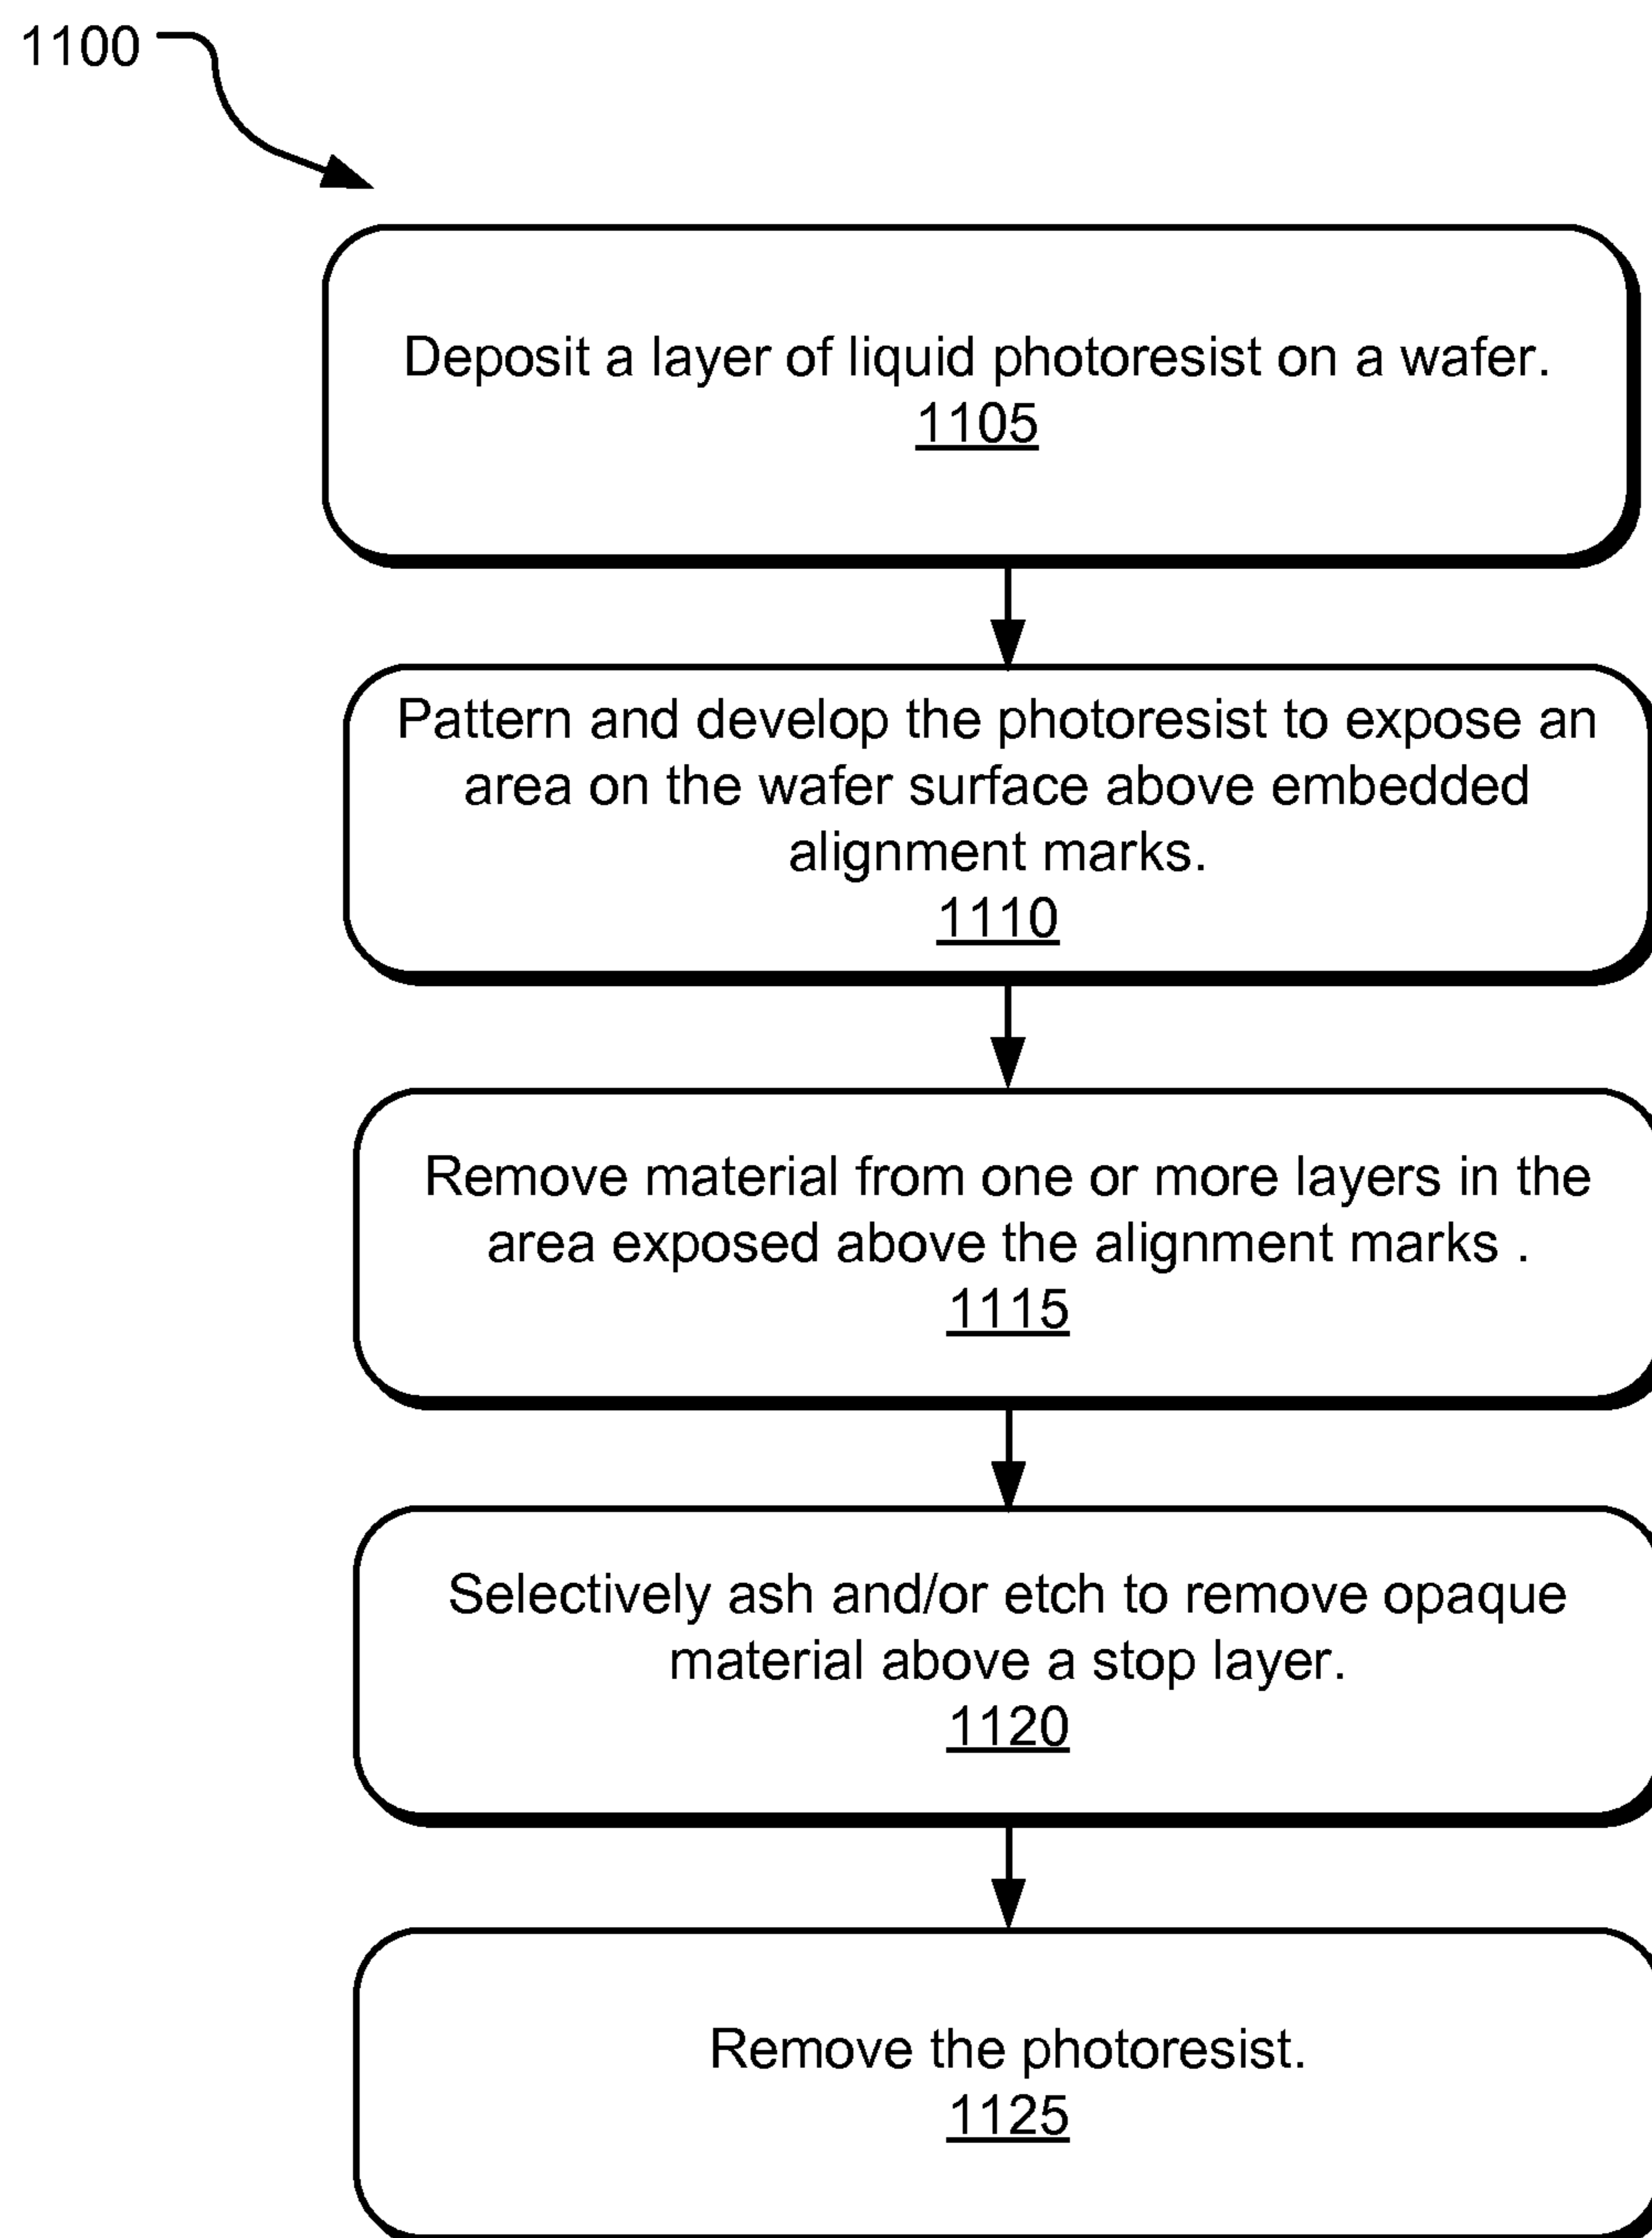 1100
Deposit a layer of liquid photoresist on a wafer.
1105
Pattern and develop the photoresist to expose an
area on the wafer surface above embedded
alignment marks.
1110
Remove material from one or more layers in the
area exposed above the alignment marks .
1115
Selectively ash and/or etch to remove opaque
material above a stop layer.
1120
Remove the photoresist.
1125